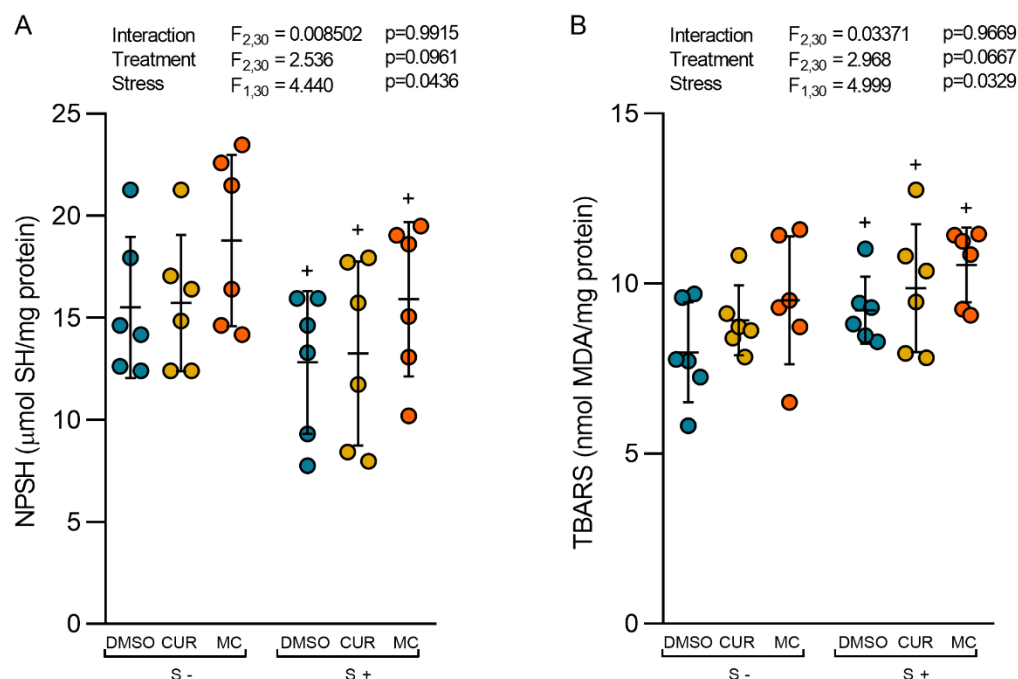 A
Interaction F2,30 = 0.008502 p=0.9915
Treatment F2,30 = 2.536 p=0.0961
Stress F1,30 = 4.440 p=0.0436
NPSH (μmol SH/mg protein)
25
20
15
10
5
0
+ + +
DMSO CUR MC DMSO CUR MC
S - S +
B
Interaction F2,30 = 0.03371 p=0.9669
Treatment F2,30 = 2.968 p=0.0667
Stress F1,30 = 4.999 p=0.0329
TBARS (nmol MDA/mg protein)
15
10
5
0
+ + +
DMSO CUR MC DMSO CUR MC
S - S +